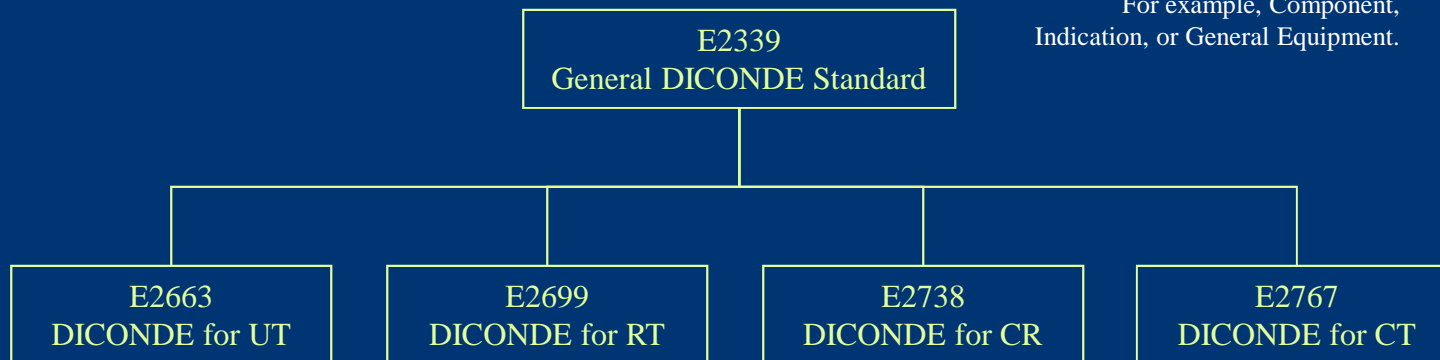 For example, Component,
Indication, or General Equipment.
E2339
General DICONDE Standard
E2663
DICONDE for UT
E2699
DICONDE for RT
E2738
DICONDE for CR
E2767
DICONDE for CT